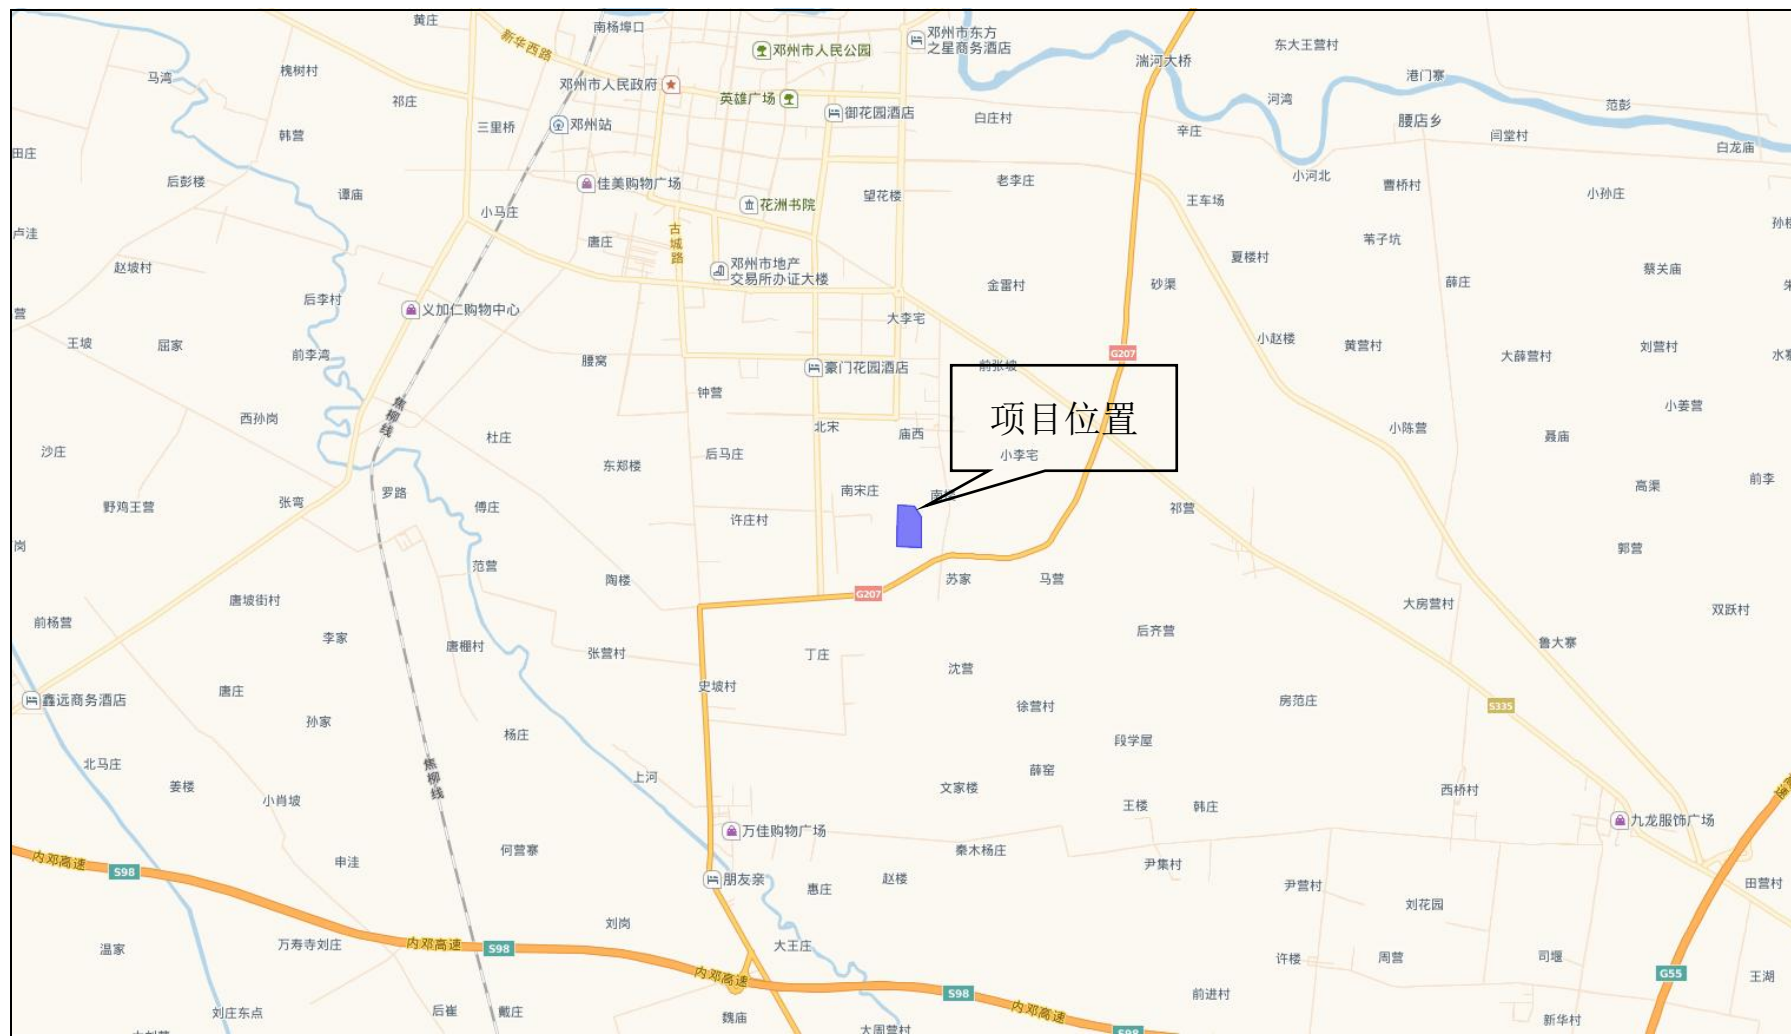 黄庄
南杨埠口
新华西路
邓州市人民公园
邓州市东方
之星商务酒店
东大王营村
湍河大桥
港门寨
马湾
槐树村
祁庄
邓州市人民政府
英雄广场
御花园酒店
白庄村
河湾
范彭
腰店乡
三里桥
邓州站
韩营
辛庄
闫堂村
白龙庙
田庄
后彭楼
谭庙
佳美购物广场
花洲书院
望花楼
老李庄
小河北
曹桥村
小孙庄
王车场
小马庄
唐庄
古城路
卢洼
苇子坑
夏楼村
赵坡村
邓州市地产
交易所办证大楼
蔡关庙
薛庄
金雷村
砂渠
后李村
义加仁购物中心
营
大李宅
王坡
屈家
前李湾
腰窝
豪门花园酒店
前张坡
G207
小赵楼
黄营村
大薛营村
刘营村
钟营
焦柳线
西孙岗
项目位置
小姜营
沙庄
杜庄
北宋
庙西
小陈营
聂庙
后马庄
东郑楼
小李宅
野鸡王营
张弯
罗路
傅庄
南宋庄
许庄村
祁营
高渠
前李
岗
郭营
范营
陶楼
苏家
马营
G207
唐坡街村
大房营村
双跃村
前杨营
李家
唐棚村
张营村
丁庄
后齐营
鲁大寨
沈营
唐庄
鑫远商务酒店
史坡村
徐营村
房范庄
S335
孙家
杨庄
段学屋
北马庄
姜楼
焦柳线
上河
薛窑
小肖坡
文家楼
王楼
韩庄
西桥村
速
万佳购物广场
九龙服饰广场
内邓高速
S98
申洼
何营寨
秦木杨庄
尹集村
朋友亲
惠庄
赵楼
尹营村
田营村
刘花园
刘岗
温家
万寿寺刘庄
内邓高速
S98
大王庄
许楼
周营
司堰
G55
王湖
内邓高速
S98
前进村
刘庄东点
后崔
戴庄
魏庙
内邓高速
新华村
大周营村
S98